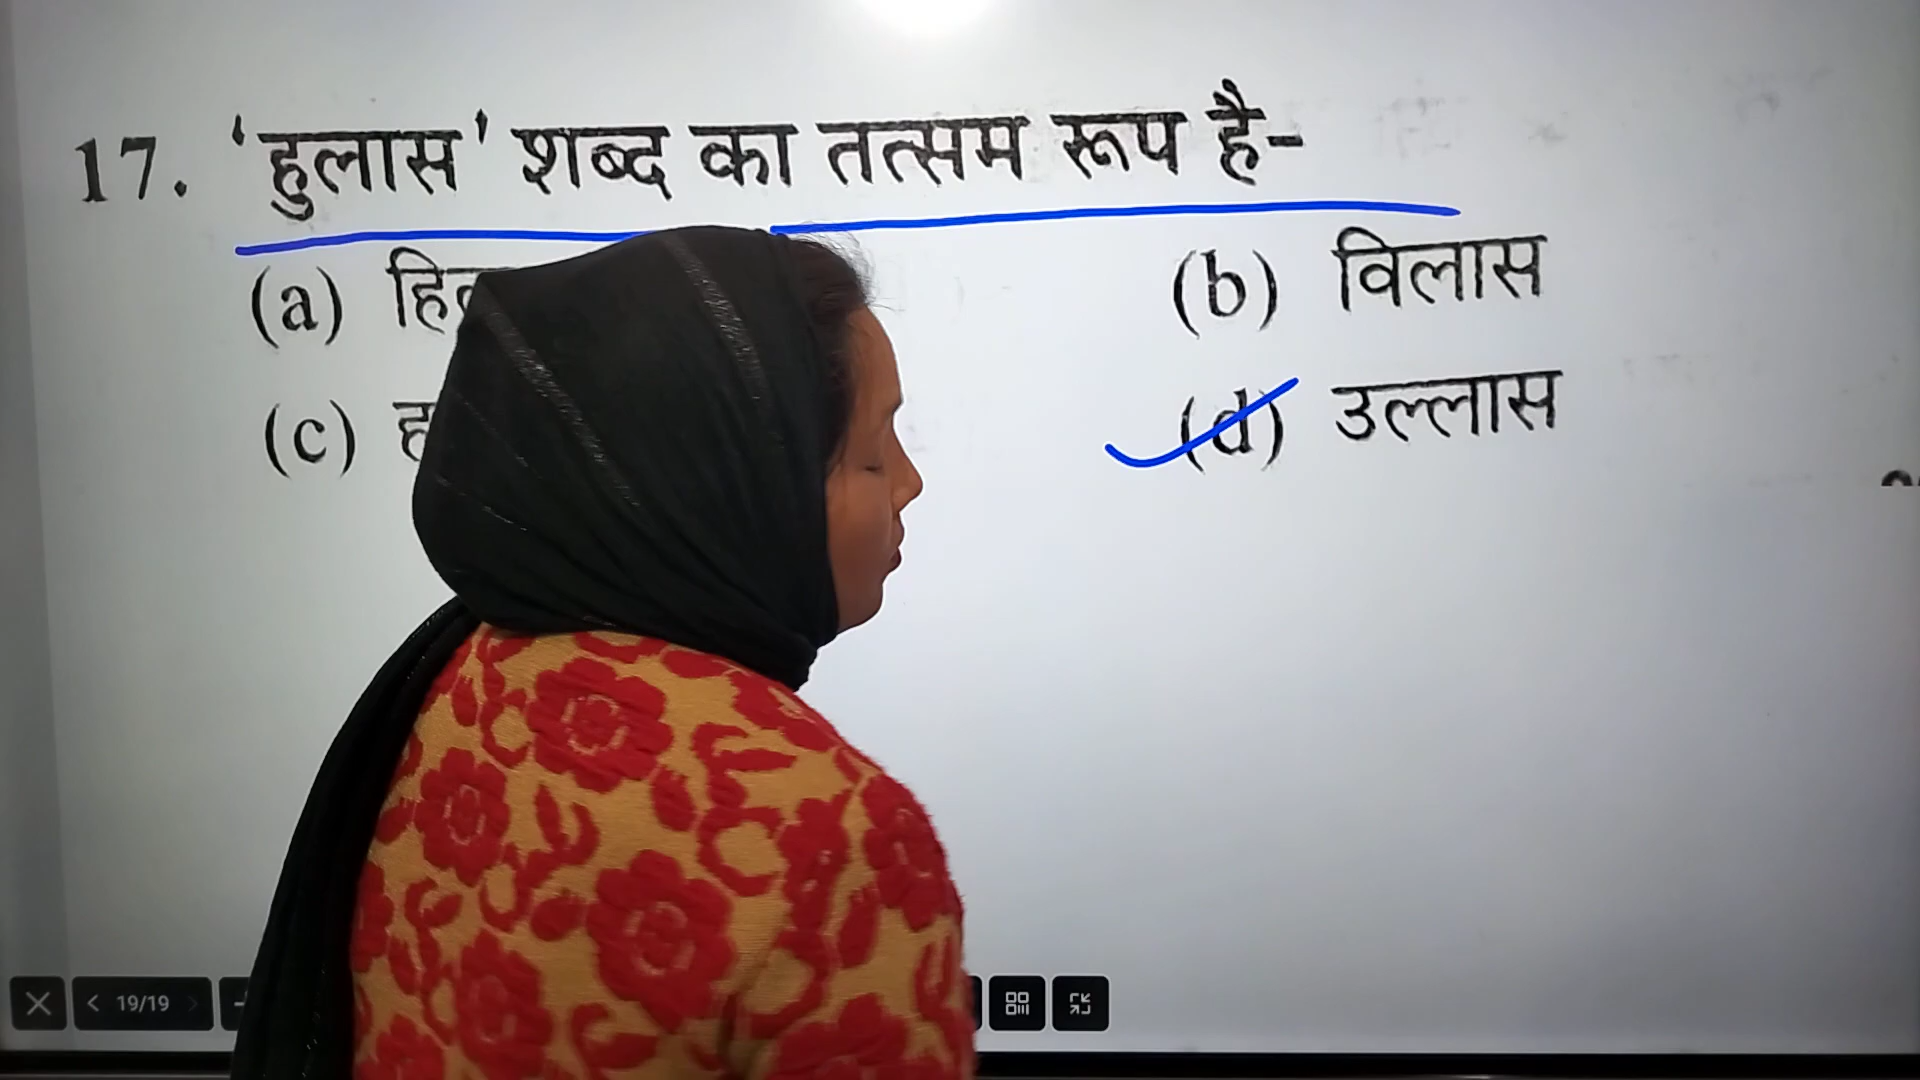 17. 'हुलास' शब्द का तत्सम रूप है-
(a)
(b) विलास
(c)
(d) उल्लास
19/19